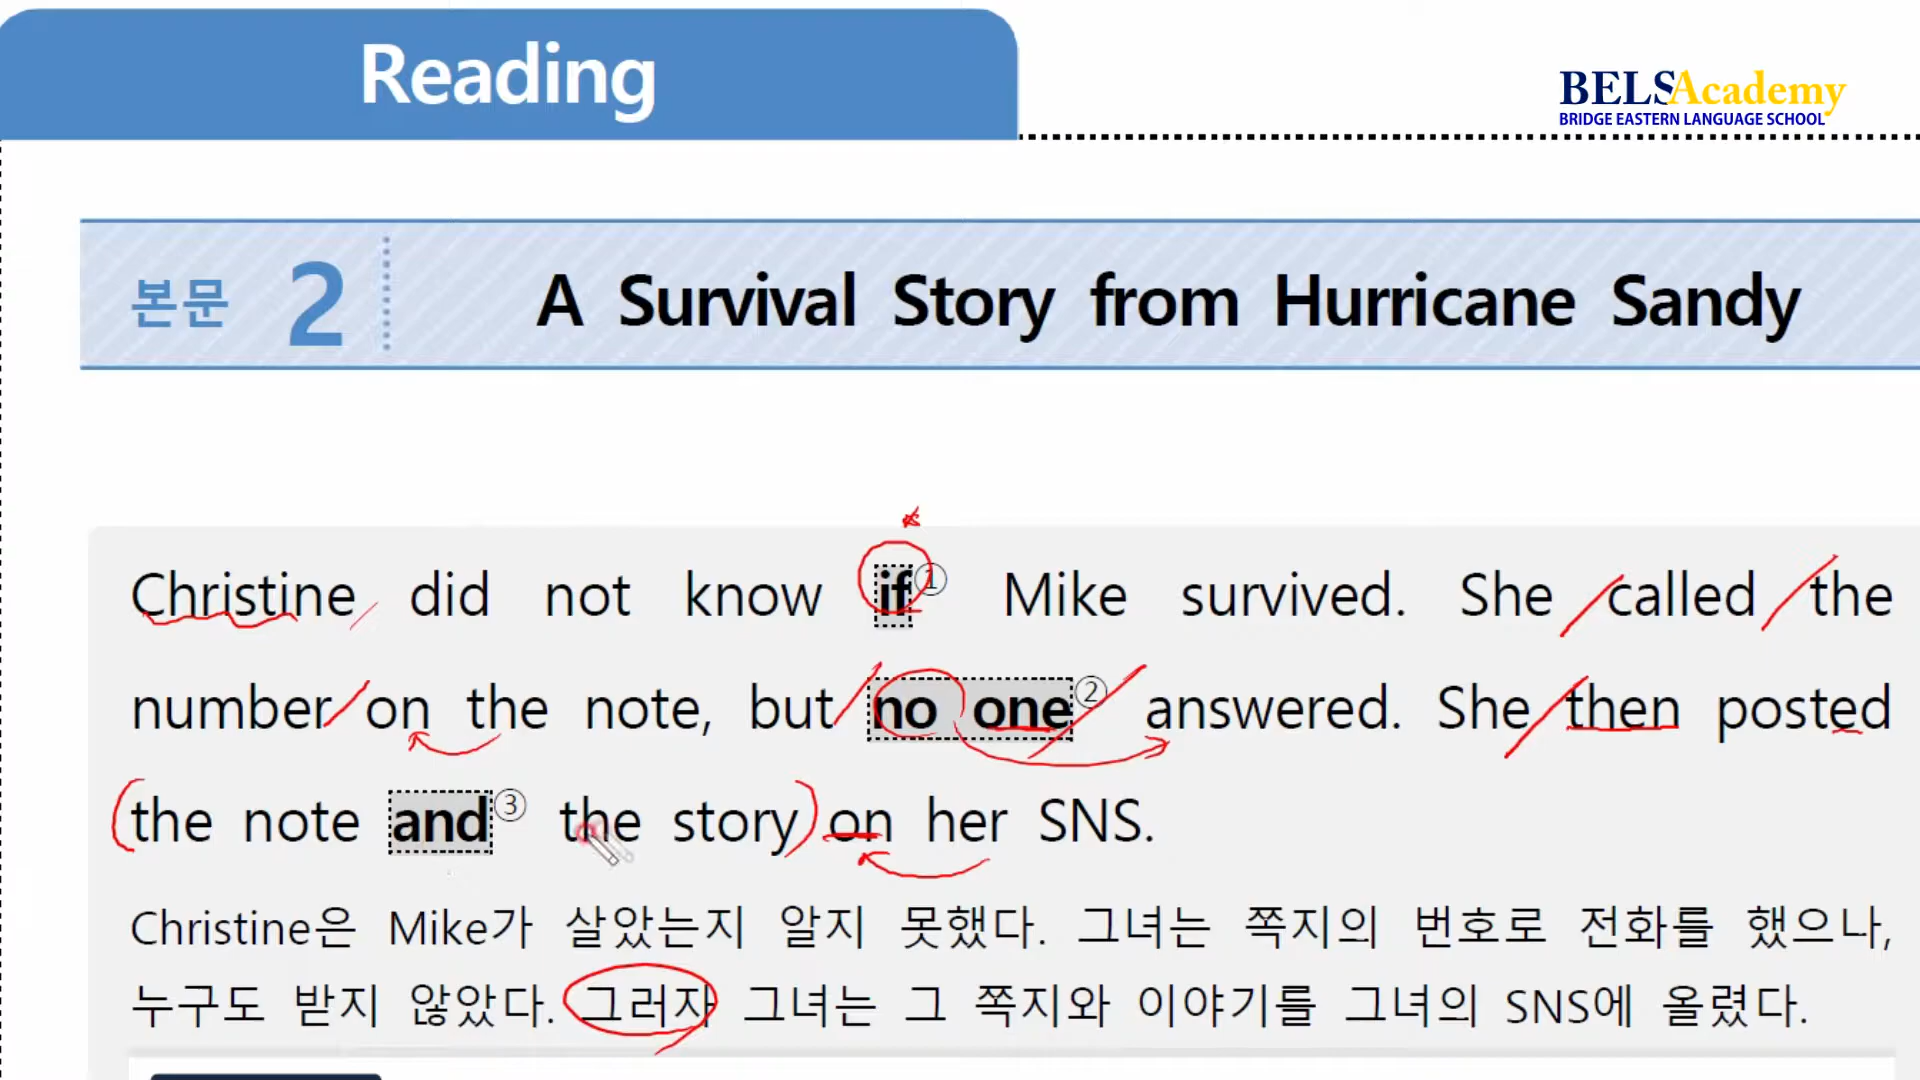 Reading
BELSAcademy
BRIDGE EASTERN LANGUAGE SCHOOL
본문 2 A Survival Story from Hurricane Sandy
Christine did not know if① Mike survived. She called the
number on the note, but no one② answered. She then posted
the note and③ the story on her SNS.
Christine은 Mike가 살았는지 알지 못했다. 그녀는 쪽지의 번호로 전화를 했으나,
누구도 받지 않았다. 그러자 그녀는 그 쪽지와 이야기를 그녀의 SNS에 올렸다.